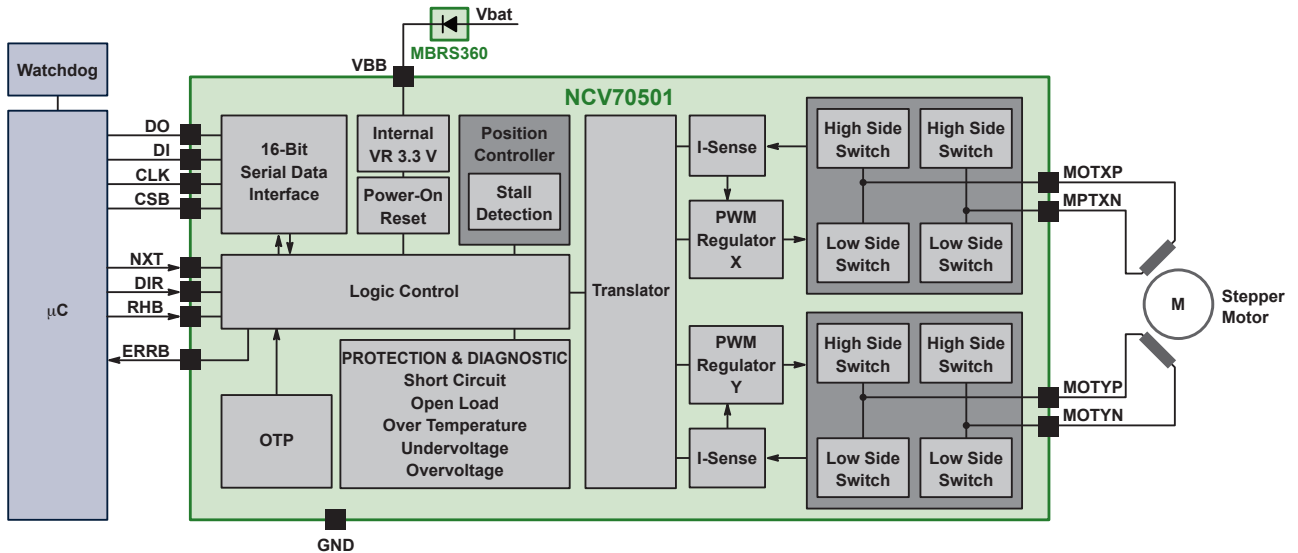 Vbat
MBRS360
VBB
Watchdog
NCV70501
DO
DI
CLK
CSB
NXT
DIR
RHB
ERRB
μC
16-Bit
Serial Data
Interface
Internal
VR 3.3 V
Power-On
Reset
Position
Controller
Stall
Detection
Logic Control
OTP
PROTECTION & DIAGNOSTIC
Short Circuit
Open Load
Over Temperature
Undervoltage
Overvoltage
Translator
I-Sense
PWM
Regulator
X
PWM
Regulator
Y
I-Sense
High Side
Switch
High Side
Switch
Low Side
Switch
Low Side
Switch
High Side
Switch
High Side
Switch
Low Side
Switch
Low Side
Switch
MOTXP
MPTXN
MOTYP
MOTYN
M
Stepper
Motor
GND